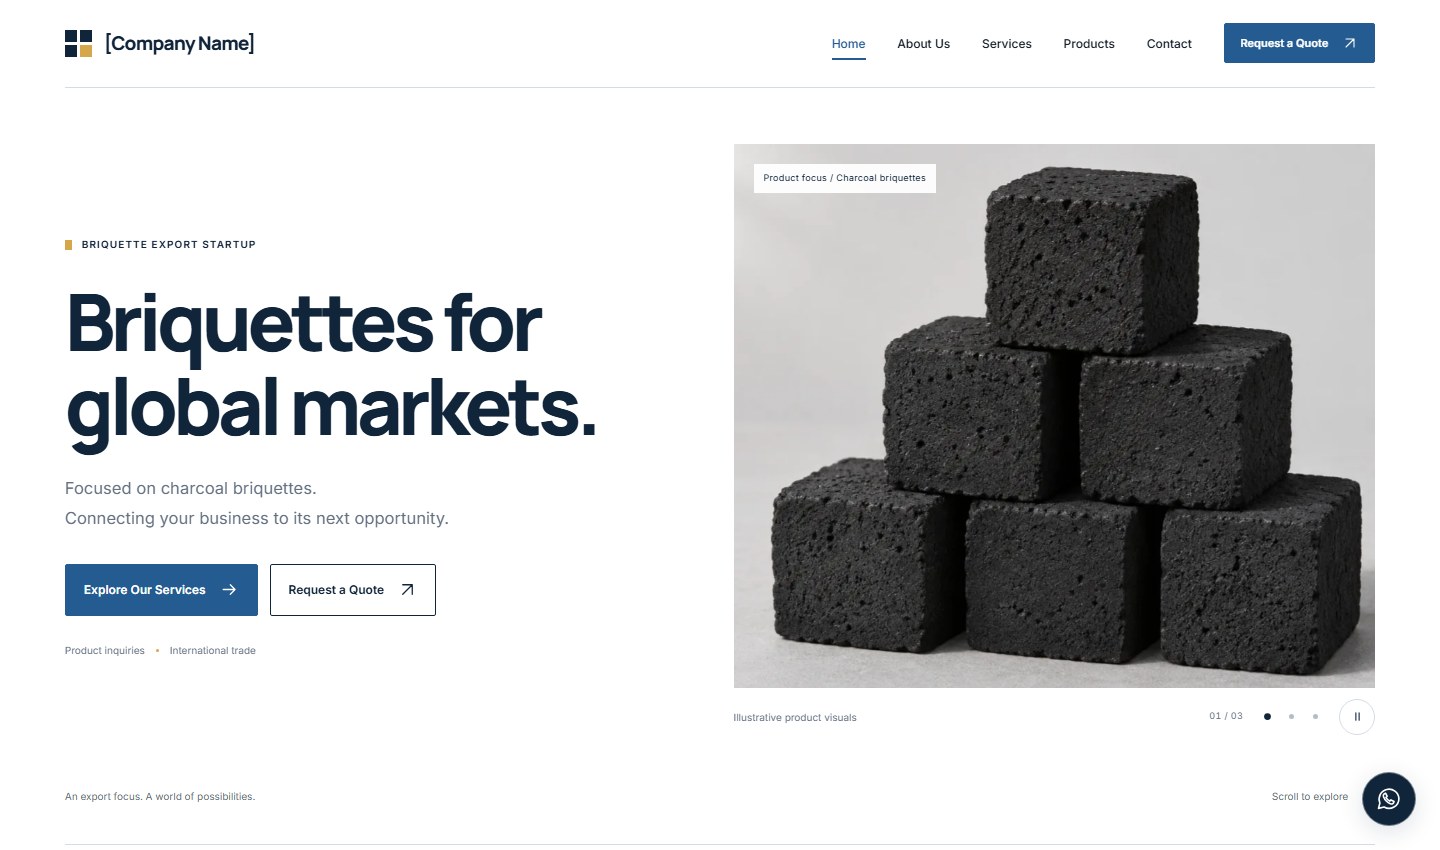 [Company Name]
Home
About Us
Services
Products
Contact
Request a Quote
BRIQUETTE EXPORT STARTUP
Briquettes for
global markets.
Focused on charcoal briquettes.
Connecting your business to its next opportunity.
Explore Our Services
Request a Quote
Product inquiries • International trade
Product focus / Charcoal briquettes
Illustrative product visuals
01 / 03
An export focus. A world of possibilities.
Scroll to explore